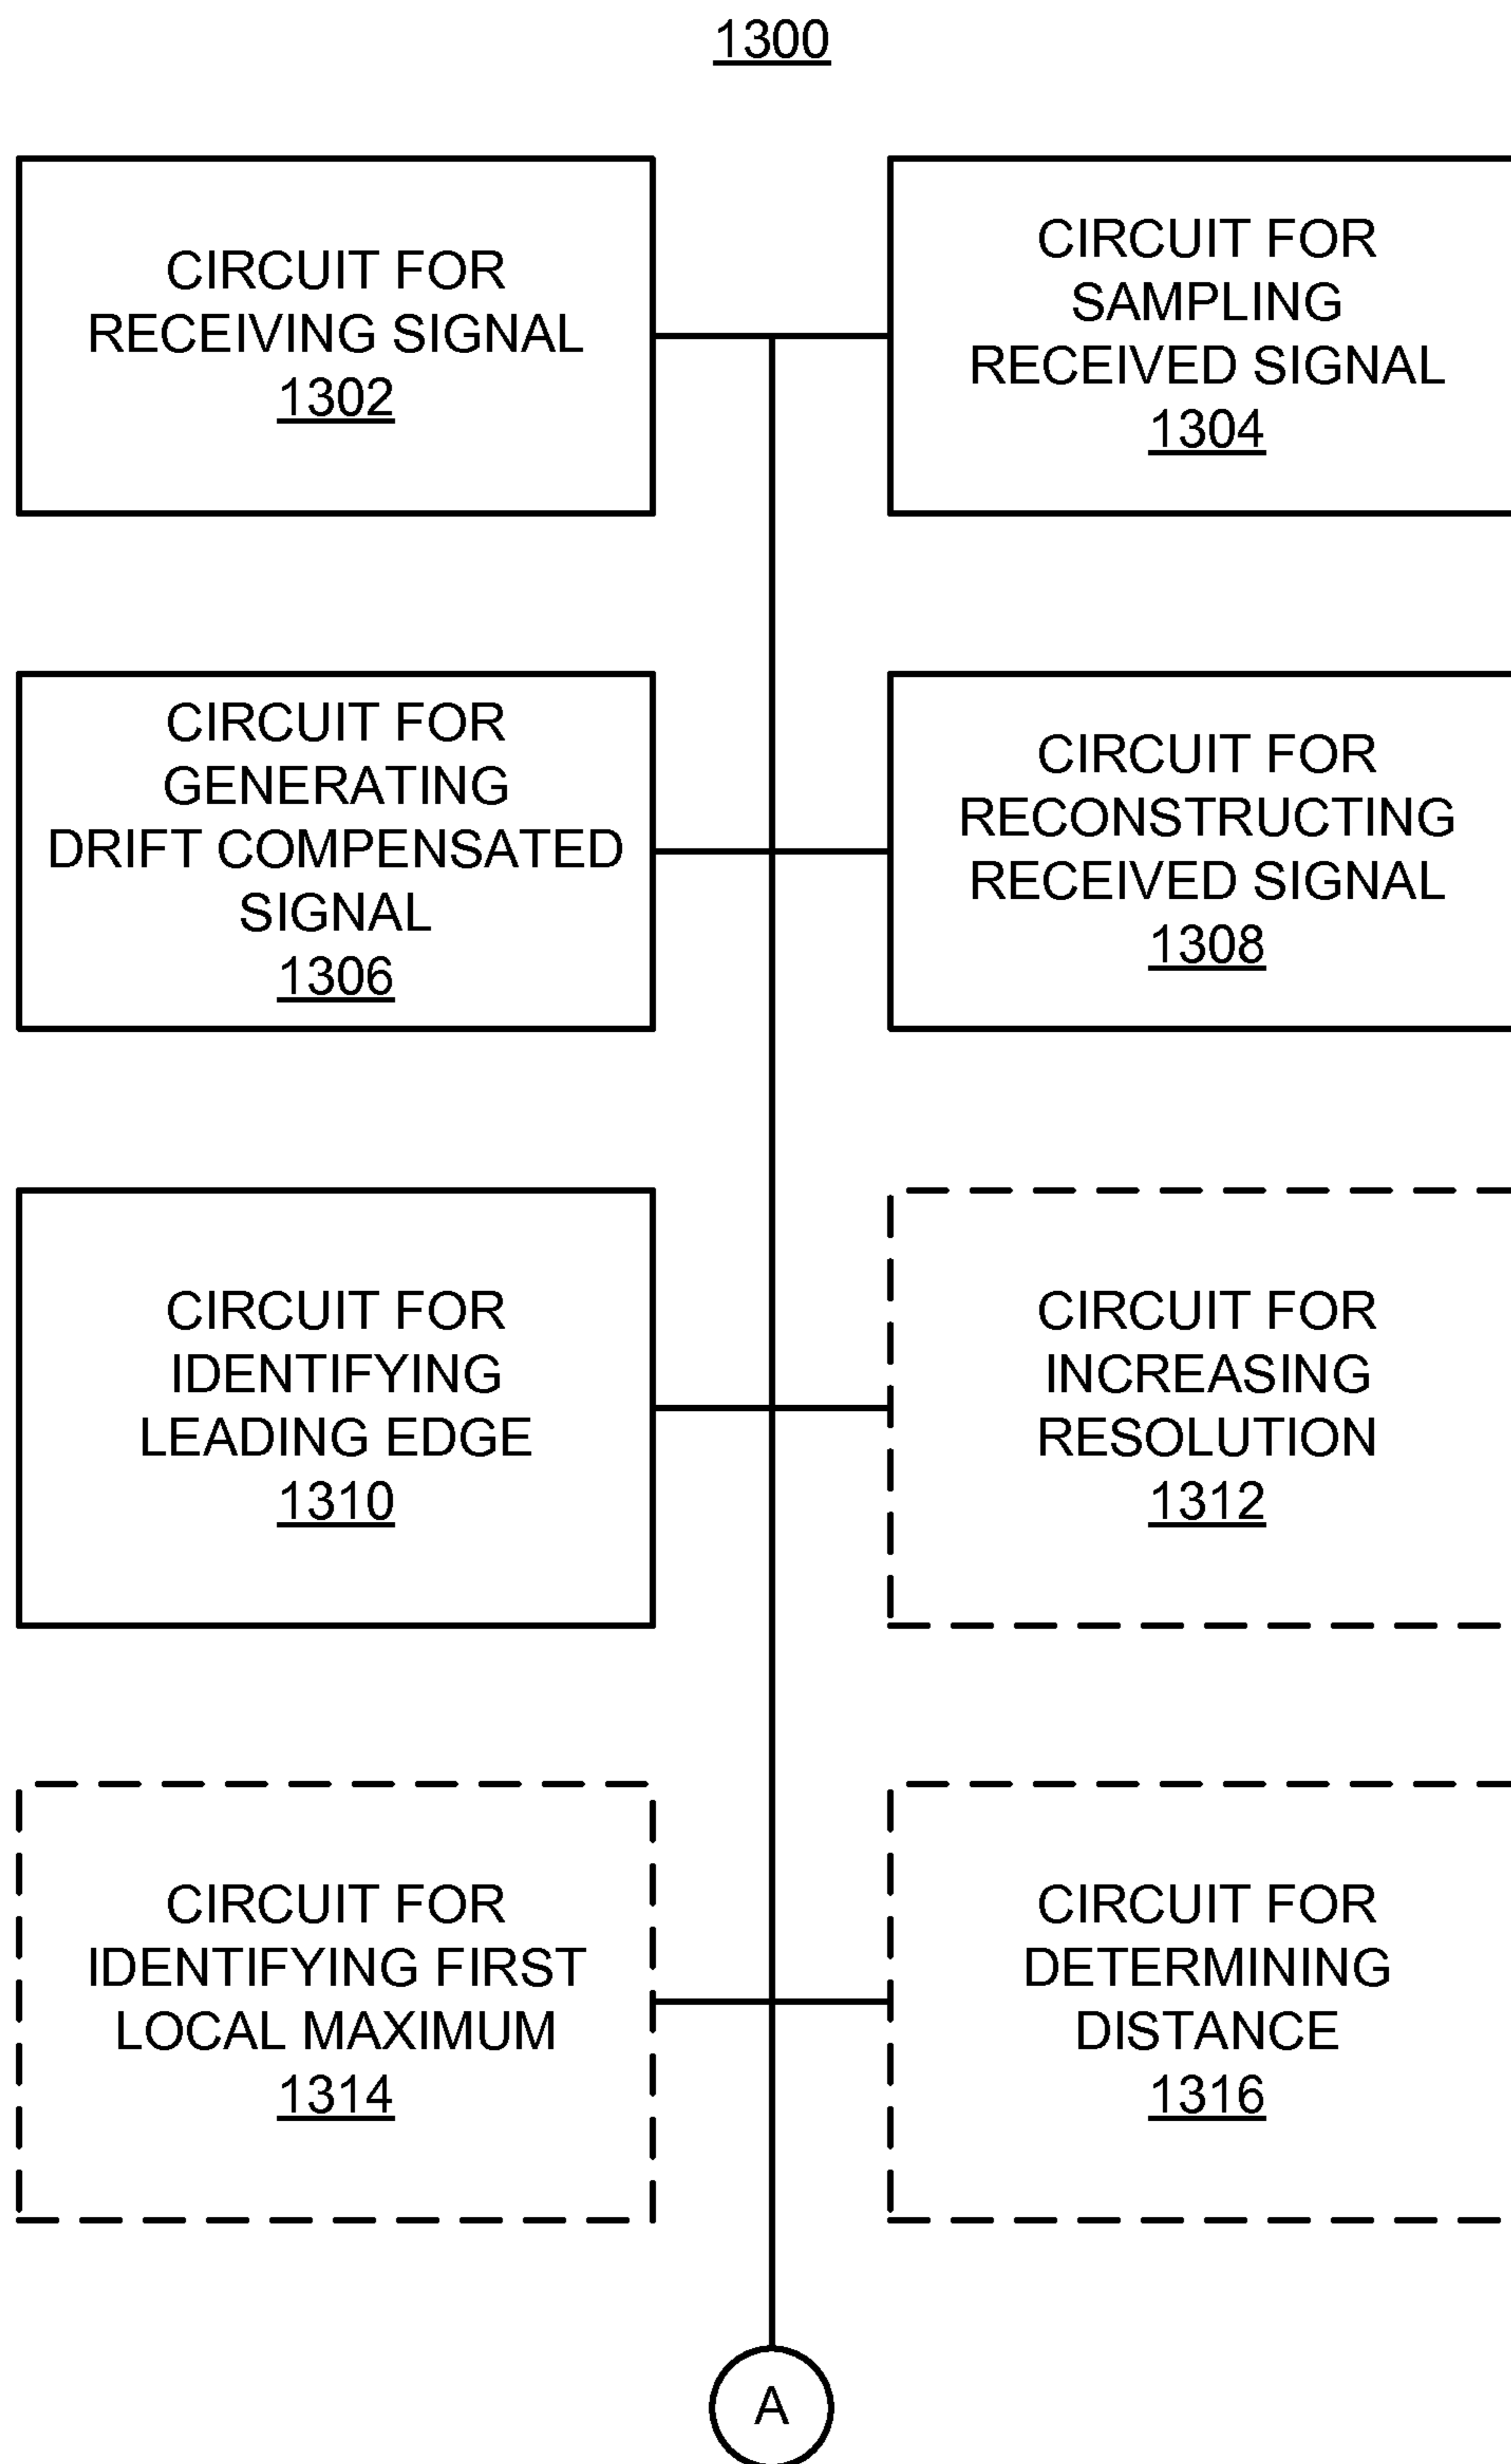 1300
CIRCUIT FOR
RECEIVING SIGNAL
1302
CIRCUIT FOR
SAMPLING
RECEIVED SIGNAL
1304
CIRCUIT FOR
GENERATING
DRIFT COMPENSATED
SIGNAL
1306
CIRCUIT FOR
RECONSTRUCTING
RECEIVED SIGNAL
1308
CIRCUIT FOR
IDENTIFYING
LEADING EDGE
1310
CIRCUIT FOR
INCREASING
RESOLUTION
1312
CIRCUIT FOR
IDENTIFYING FIRST
LOCAL MAXIMUM
1314
CIRCUIT FOR
DETERMINING
DISTANCE
1316
A